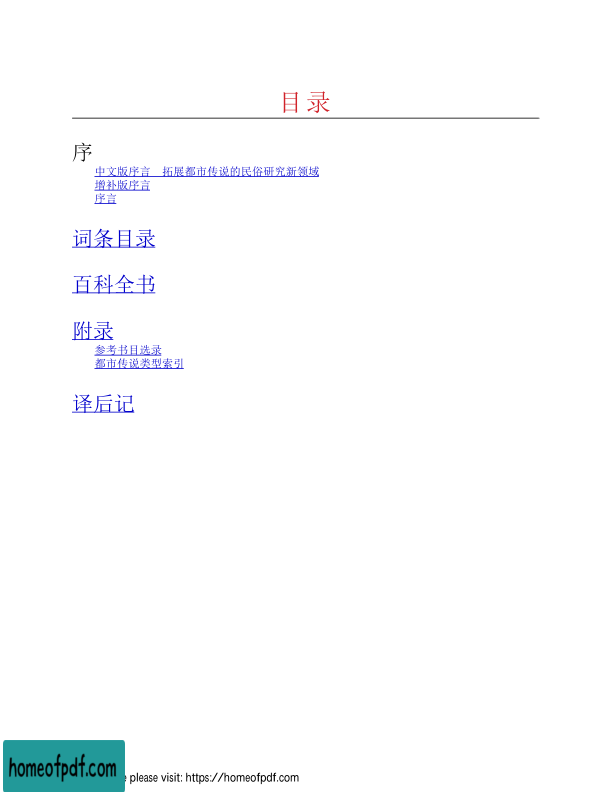 目录
序
中文版序言　拓展都市传说的民俗研究新领域
增补版序言
序言
词条目录
百科全书
附录
参考书目选录
都市传说类型索引
译后记
homeofpdf.com
please visit: https://homeofpdf.com